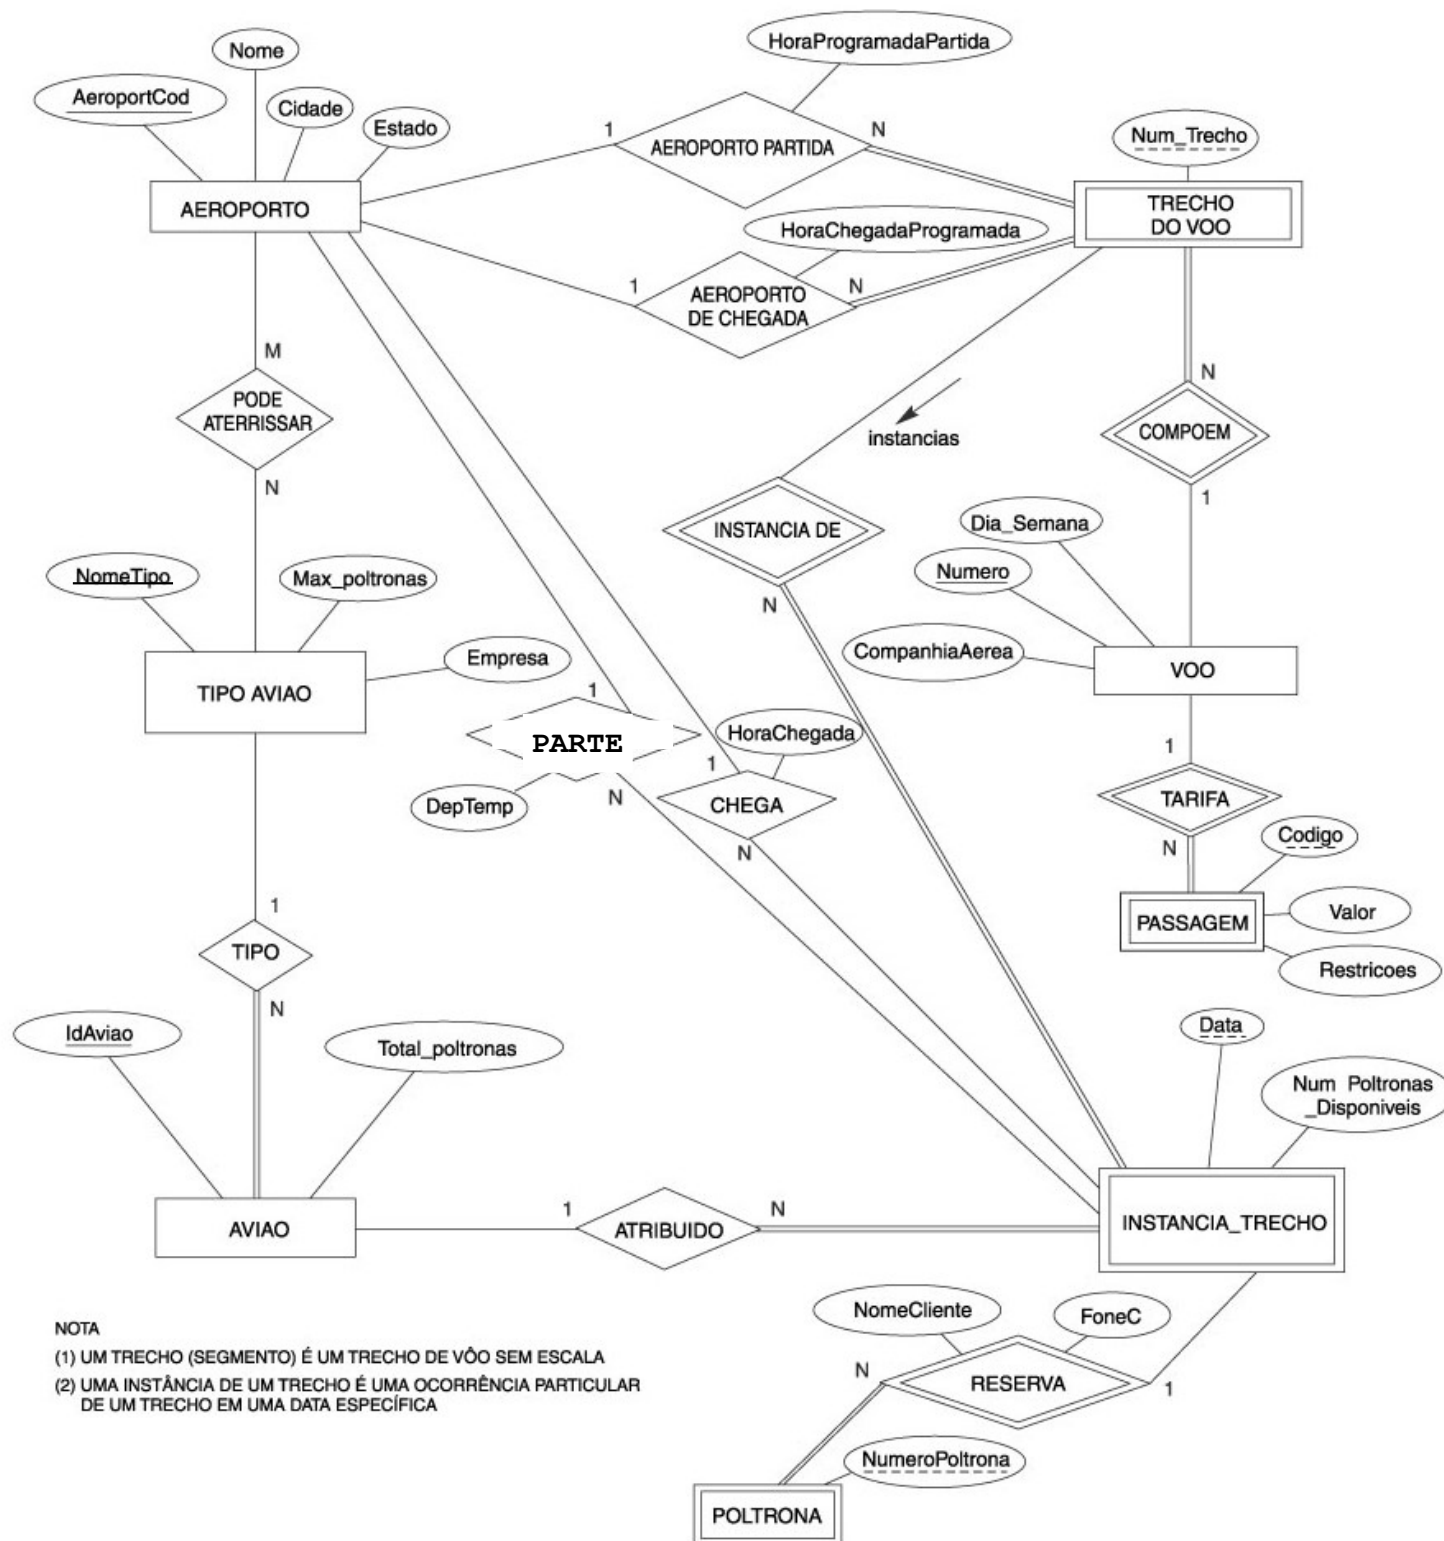 HoraProgramadaPartida
Nome
AeroportCod
Cidade
Estado
1
N
AEROPORTO PARTIDA
Num_Trecho
AEROPORTO
TRECHO
DO VOO
HoraChegadaProgramada
1
N
AEROPORTO
DE CHEGADA
M
N
PODE
ATERRISSAR
instancias
COMPOEM
N
1
INSTANCIA DE
Dia_Semana
NomeTipo
Max_poltronas
Numero
N
CompanhiaAerea
Empresa
VOO
TIPO AVIAO
1
PARTE
HoraChegada
1
1
DepTemp
N
CHEGA
TARIFA
N
N
Codigo
1
PASSAGEM
Valor
TIPO
Restricoes
N
IdAviao
Total_poltronas
Data
Num Poltronas
_Disponiveis
AVIAO
1
ATRIBUIDO
N
INSTANCIA_TRECHO
NomeCliente
FoneC
NOTA
(1) UM TRECHO (SEGMENTO) É UM TRECHO DE VÔO SEM ESCALA
(2) UMA INSTÂNCIA DE UM TRECHO É UMA OCORRÊNCIA PARTICULAR
DE UM TRECHO EM UMA DATA ESPECÍFICA
N
RESERVA
1
NumeroPoltrona
POLTRONA